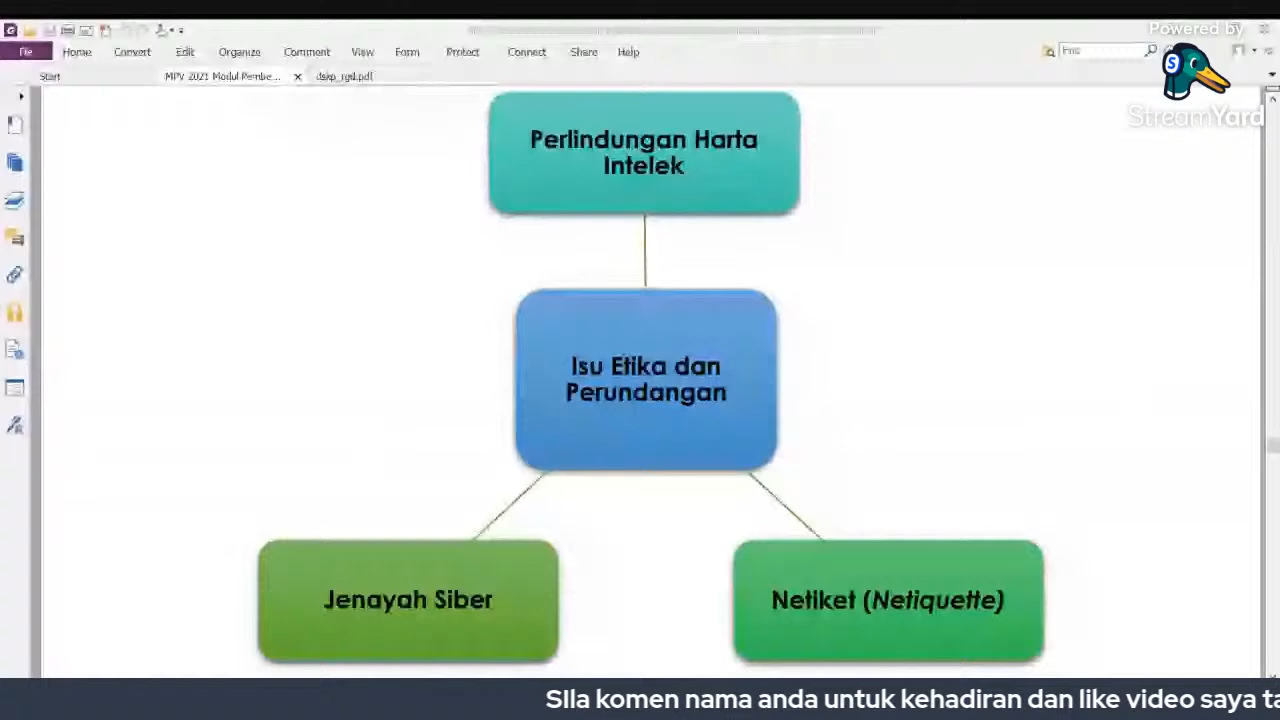 Powered by
StreamYard
File Home Convert Edit Organize Comment View Form Protect Connect Share Help Find
Start MPV 2021 Modul Pembe... dskp_rgd.pdf
Perlindungan Harta
Intelek
Isu Etika dan
Perundangan
Jenayah Siber
Netiket (Netiquette)
SIla komen nama anda untuk kehadiran dan like video saya ta